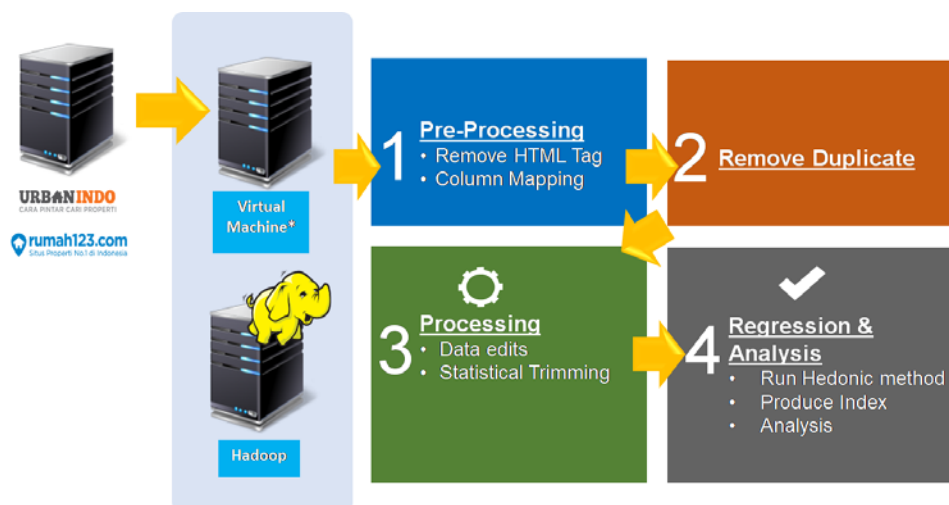 URBANINDO
CARA PINTAR CARI PROPERTI
rumah123.com
Situs Properti No.1 di Indonesia
Virtual
Machine*
Hadoop
1
Pre-Processing
• Remove HTML Tag
• Column Mapping
2
Remove Duplicate
3
Processing
• Data edits
• Statistical Trimming
4
Regression &
Analysis
• Run Hedonic method
• Produce Index
• Analysis